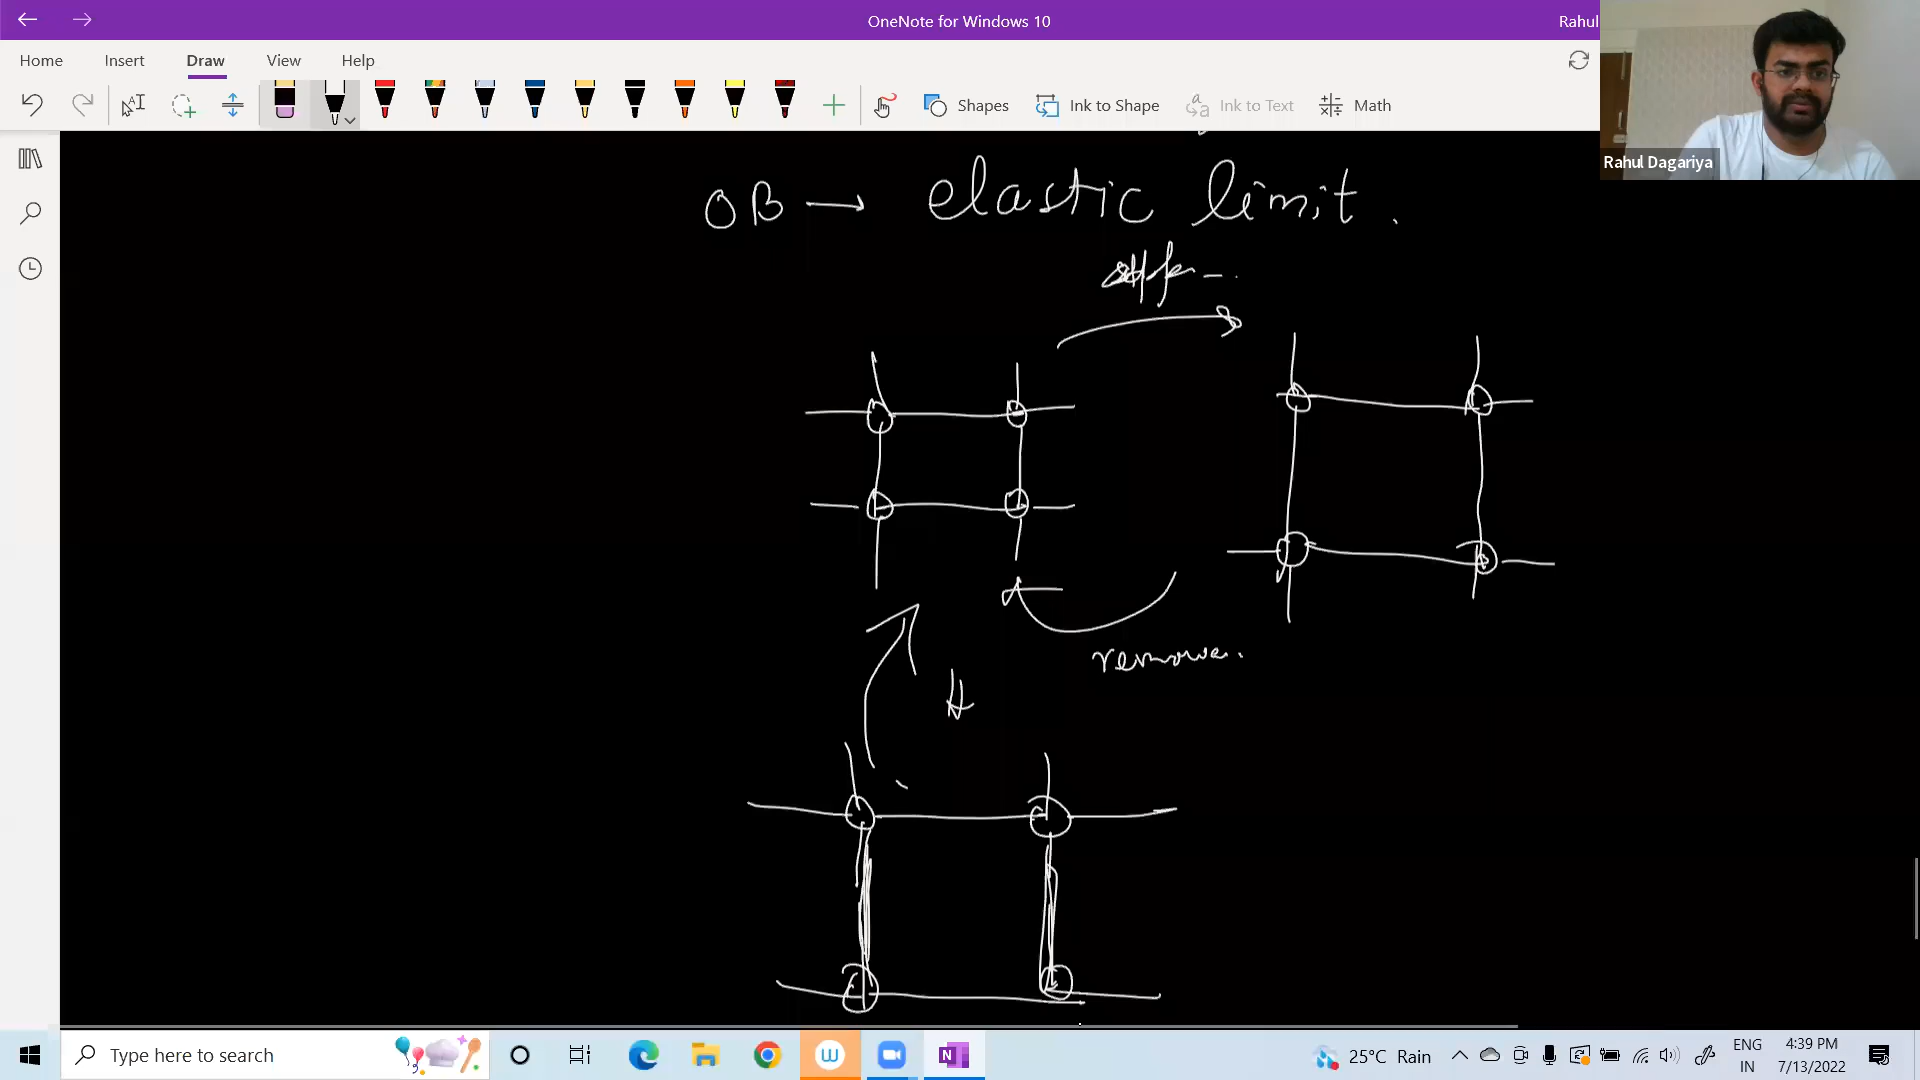 OneNote for Windows 10
Rahul
Home Insert Draw View Help
Shapes Ink to Shape Ink to Text Math
Rahul Dagariya
OB → elastic limit.
remove.
Type here to search
25°C Rain
ENG
IN
4:39 PM
7/13/2022